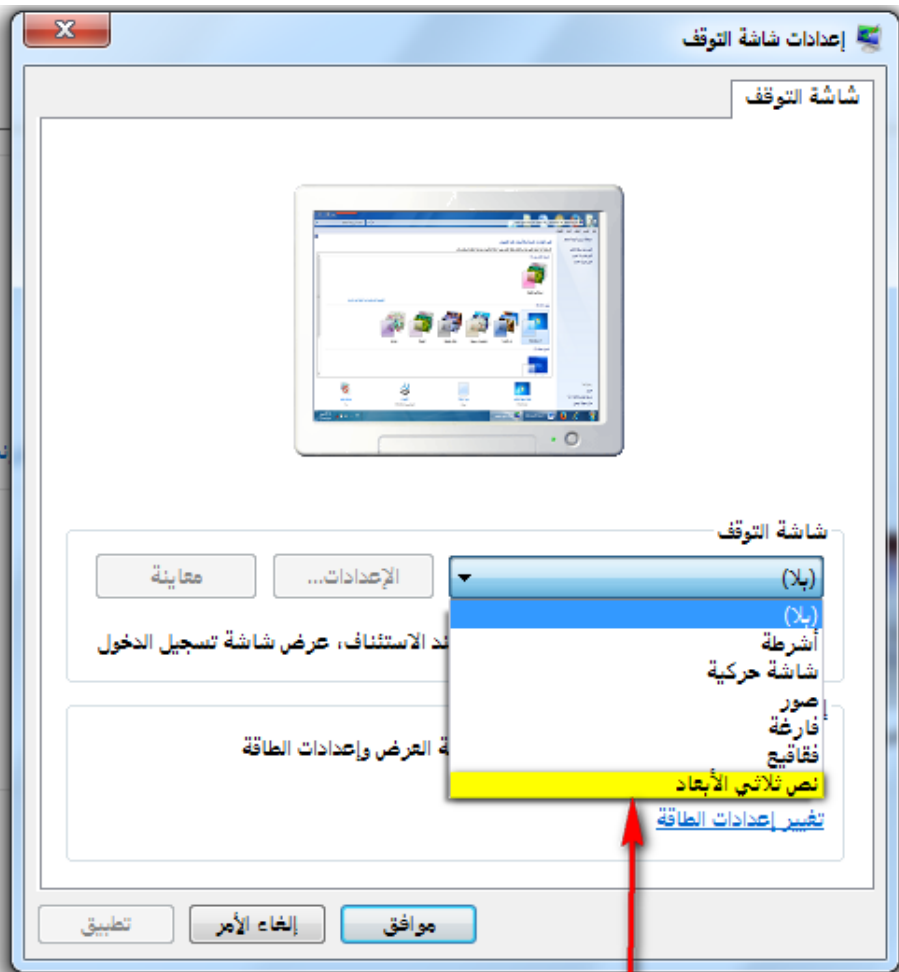 إعدادات شاشة التوقف
شاشة التوقف
شاشة التوقف
(بلا)
الإعدادات...
معاينة
(بلا)
أشرطة
شاشة حركية
صور
فارغة
فقاقيع
نص ثلاثي الأبعاد
الاستئناف، عرض شاشة تسجيل الدخول
العرض وإعدادات الطاقة
تغيير إعدادات الطاقة
موافق
إلغاء الأمر
تطبيق